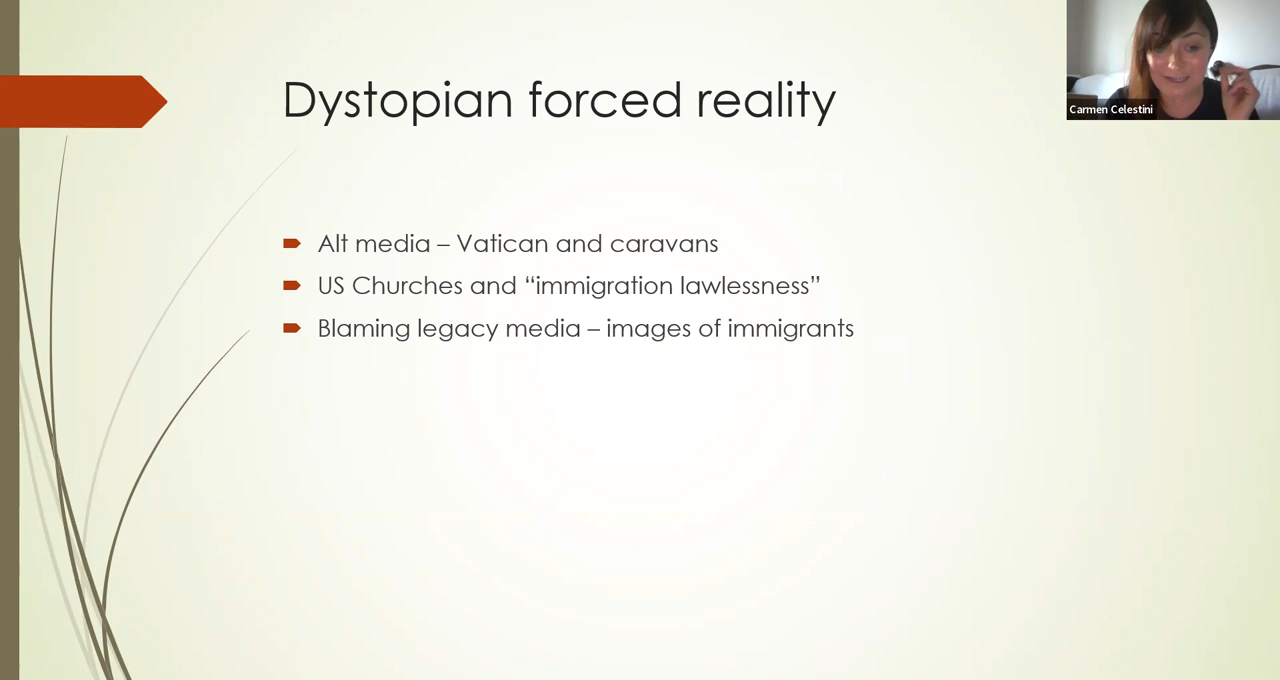 Dystopian forced reality
Carmen Celestini
Alt media – Vatican and caravans
US Churches and “immigration lawlessness”
Blaming legacy media – images of immigrants